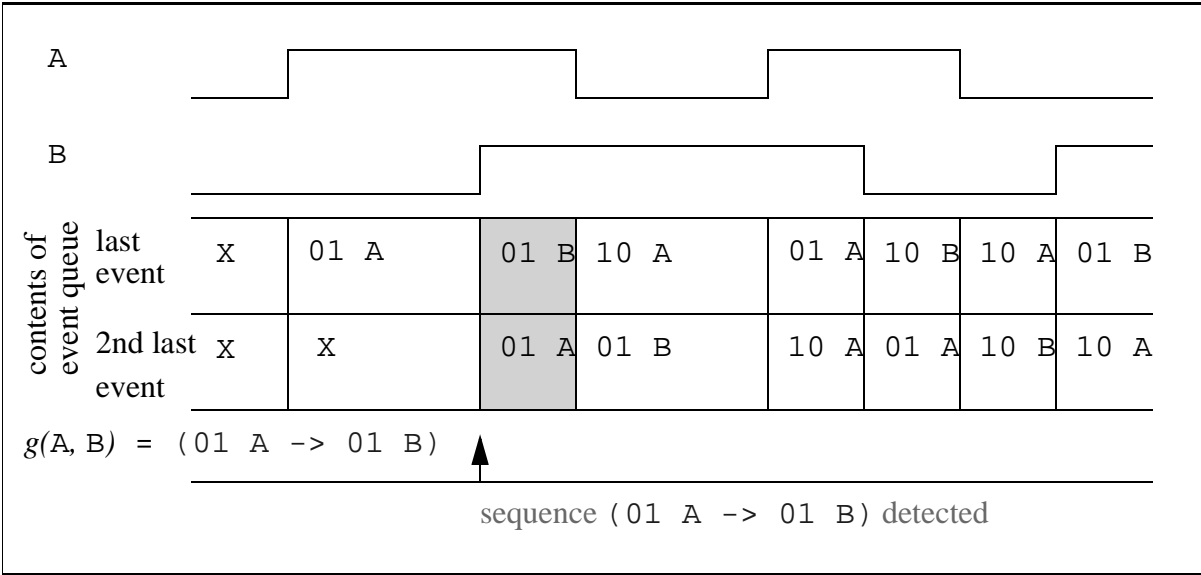 A
B
contents of
event queue
last
event
X 01 A 01 B 10 A 01 A 10 B 10 A 01 B
2nd last
event
X X 01 A 01 B 10 A 01 A 10 B 10 A
g(A, B) = (01 A -> 01 B)
sequence (01 A -> 01 B) detected